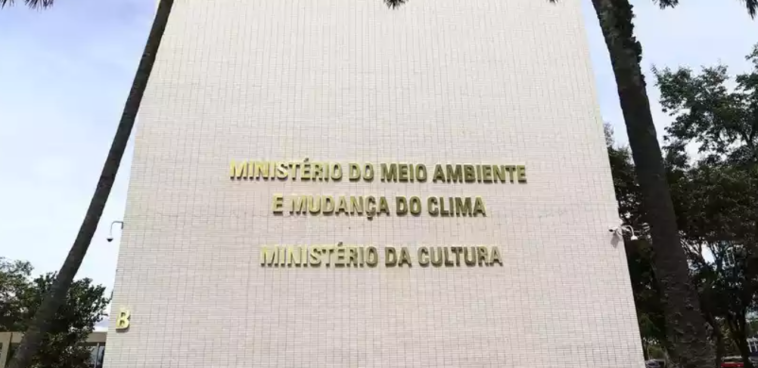 MINISTÉRIO DO MEIO AMBIENTE
E MUDANÇA DO CLIMA
MINISTÉRIO DA CULTURA
B